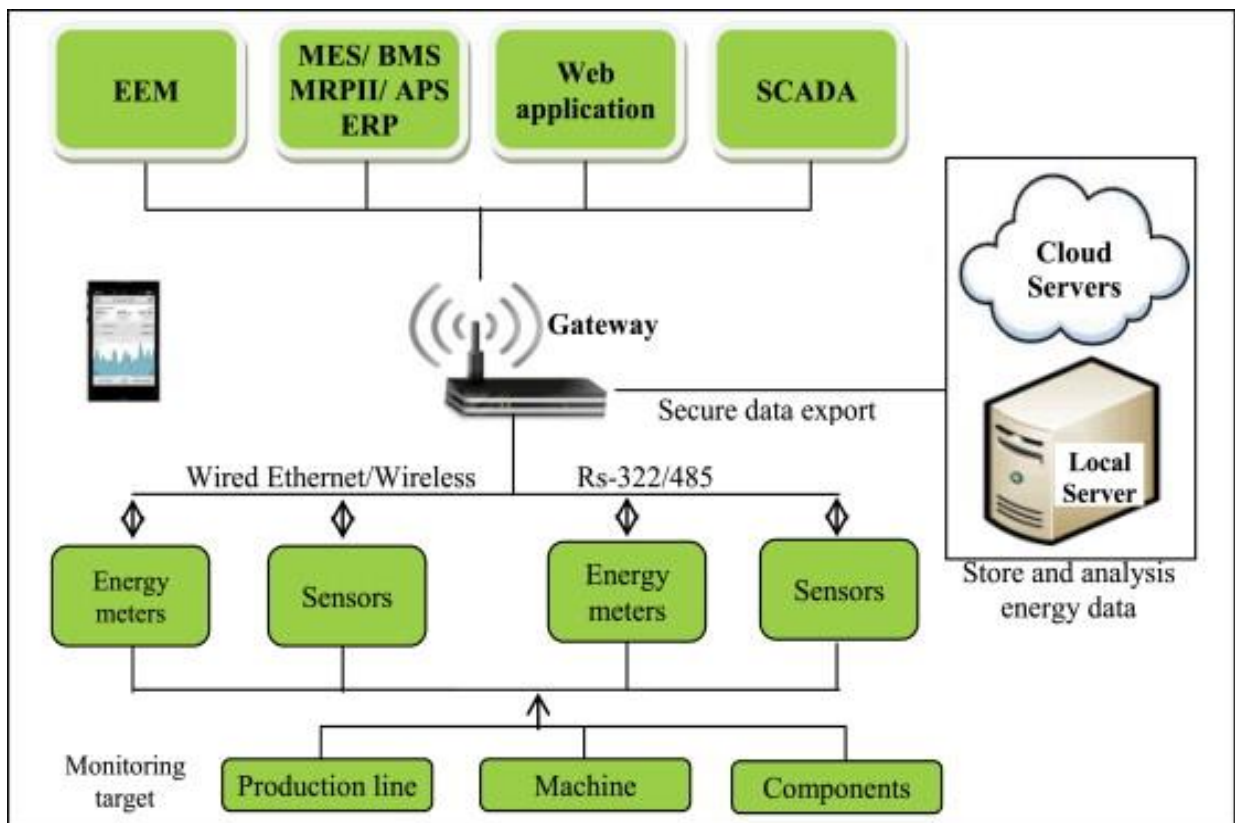 EEM
MES/ BMS
MRPII/ APS
ERP
Web
application
SCADA
Cloud
Servers
Gateway
Secure data export
Local
Server
Wired Ethernet/Wireless
Rs-322/485
Energy
meters
Sensors
Energy
meters
Sensors
Store and analysis
energy data
Monitoring
target
Production line
Machine
Components